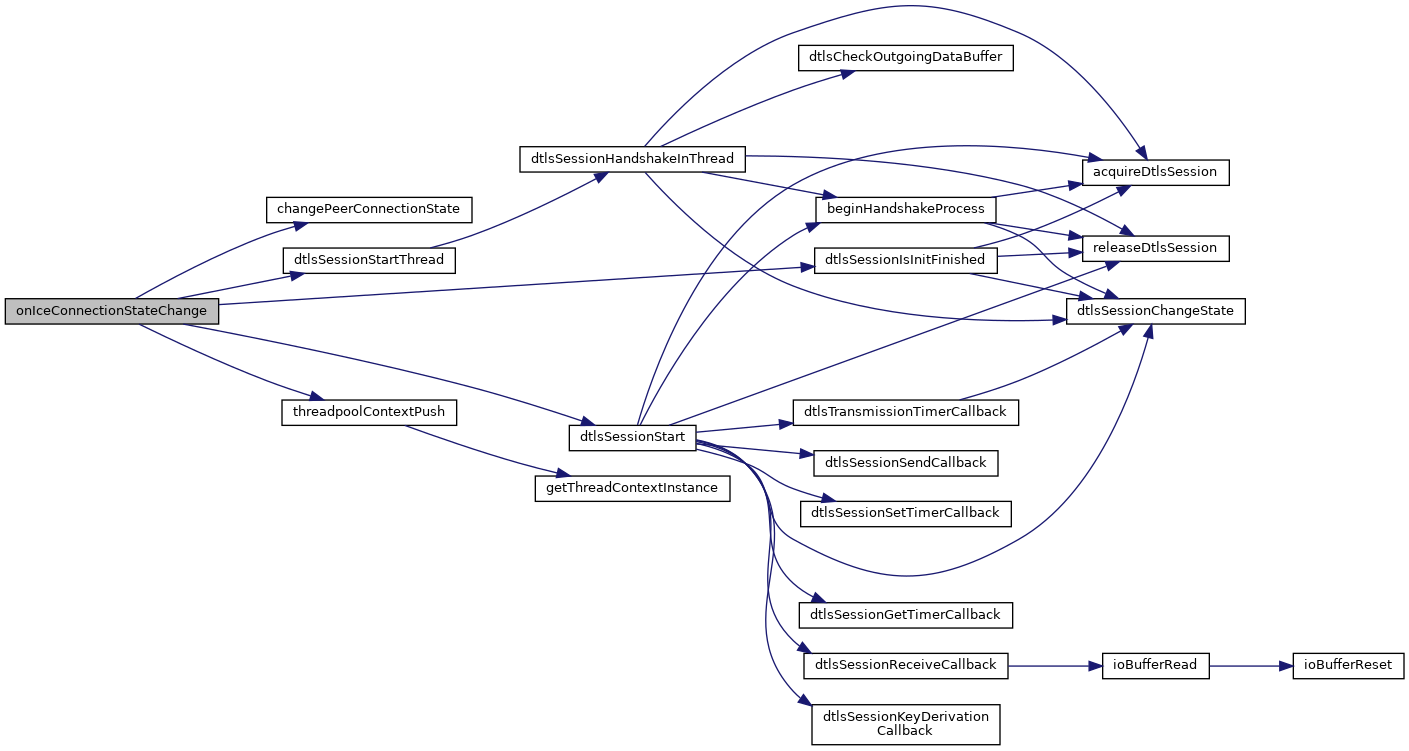 dtlsCheckOutgoingDataBuffer
dtlsSessionHandshakeInThread
acquireDtlsSession
changePeerConnectionState
beginHandshakeProcess
releaseDtlsSession
dtlsSessionStartThread
dtlsSessionIsInitFinished
onIceConnectionStateChange
dtlsSessionChangeState
threadpoolContextPush
dtlsTransmissionTimerCallback
dtlsSessionStart
dtlsSessionSendCallback
getThreadContextInstance
dtlsSessionSetTimerCallback
dtlsSessionGetTimerCallback
dtlsSessionReceiveCallback
ioBufferRead
ioBufferReset
dtlsSessionKeyDerivation
Callback